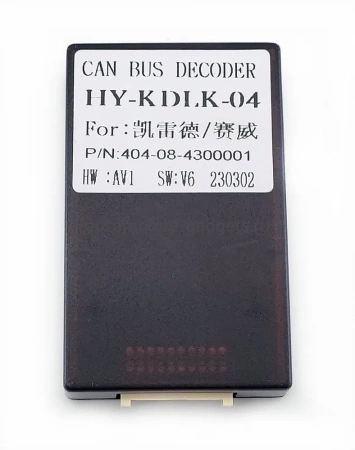 CAN BUS DECODER
HY-KDLK-04
For:凯雷德/赛威
P/N:404-08-4300001
HW :AV1 SW:V6 230302